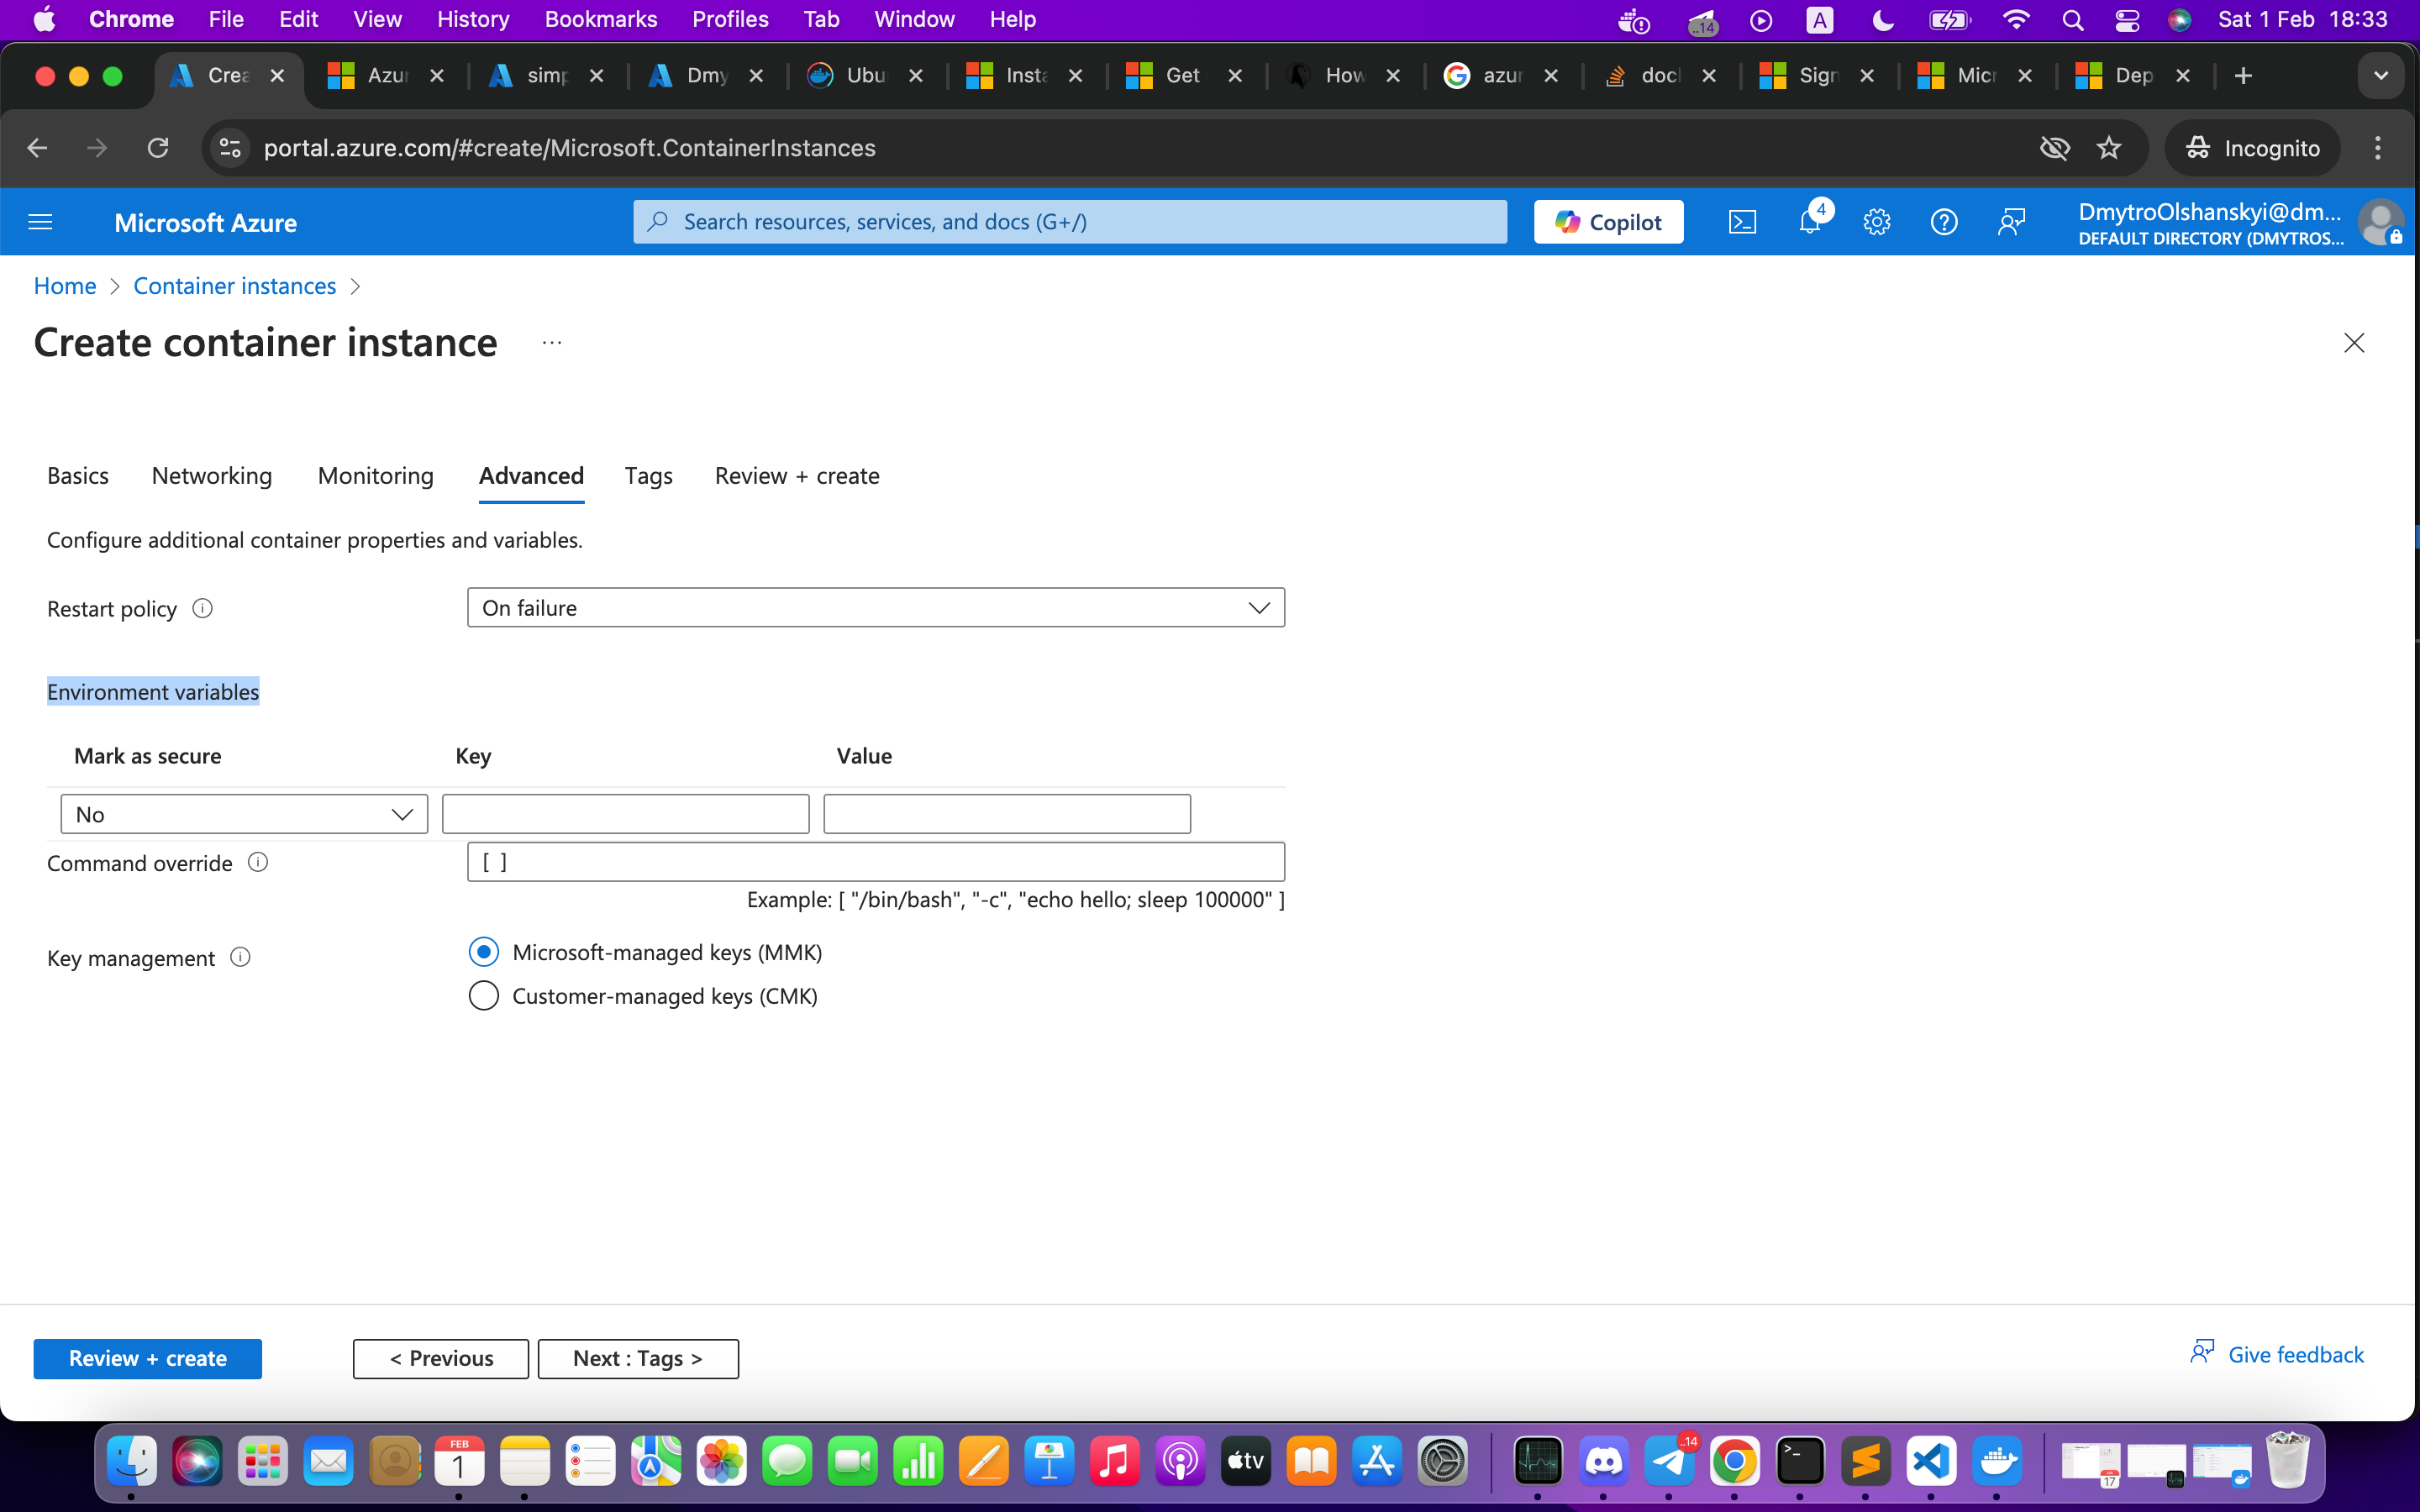 Chrome File Edit View History Bookmarks Profiles Tab Window Help ..14 A Sat 1 Feb 18:33
Crea Azur simp Dmy Ubu Insta Get How azur doc Sign Micr Dep
portal.azure.com/#create/Microsoft.ContainerInstances Incognito
Microsoft Azure Search resources, services, and docs (G+/) Copilot 4 DmytroOlshanskyi@dm...
DEFAULT DIRECTORY (DMYTROS...
Home > Container instances >
Create container instance ...
Basics Networking Monitoring Advanced Tags Review + create
Configure additional container properties and variables.
Restart policy On failure
Environment variables
Mark as secure Key Value
No
Command override [ ]
Example: [ "/bin/bash", "-c", "echo hello; sleep 100000" ]
Key management Microsoft-managed keys (MMK)
Customer-managed keys (CMK)
Review + create < Previous Next : Tags > Give feedback
FEB
1
tv
..14
17